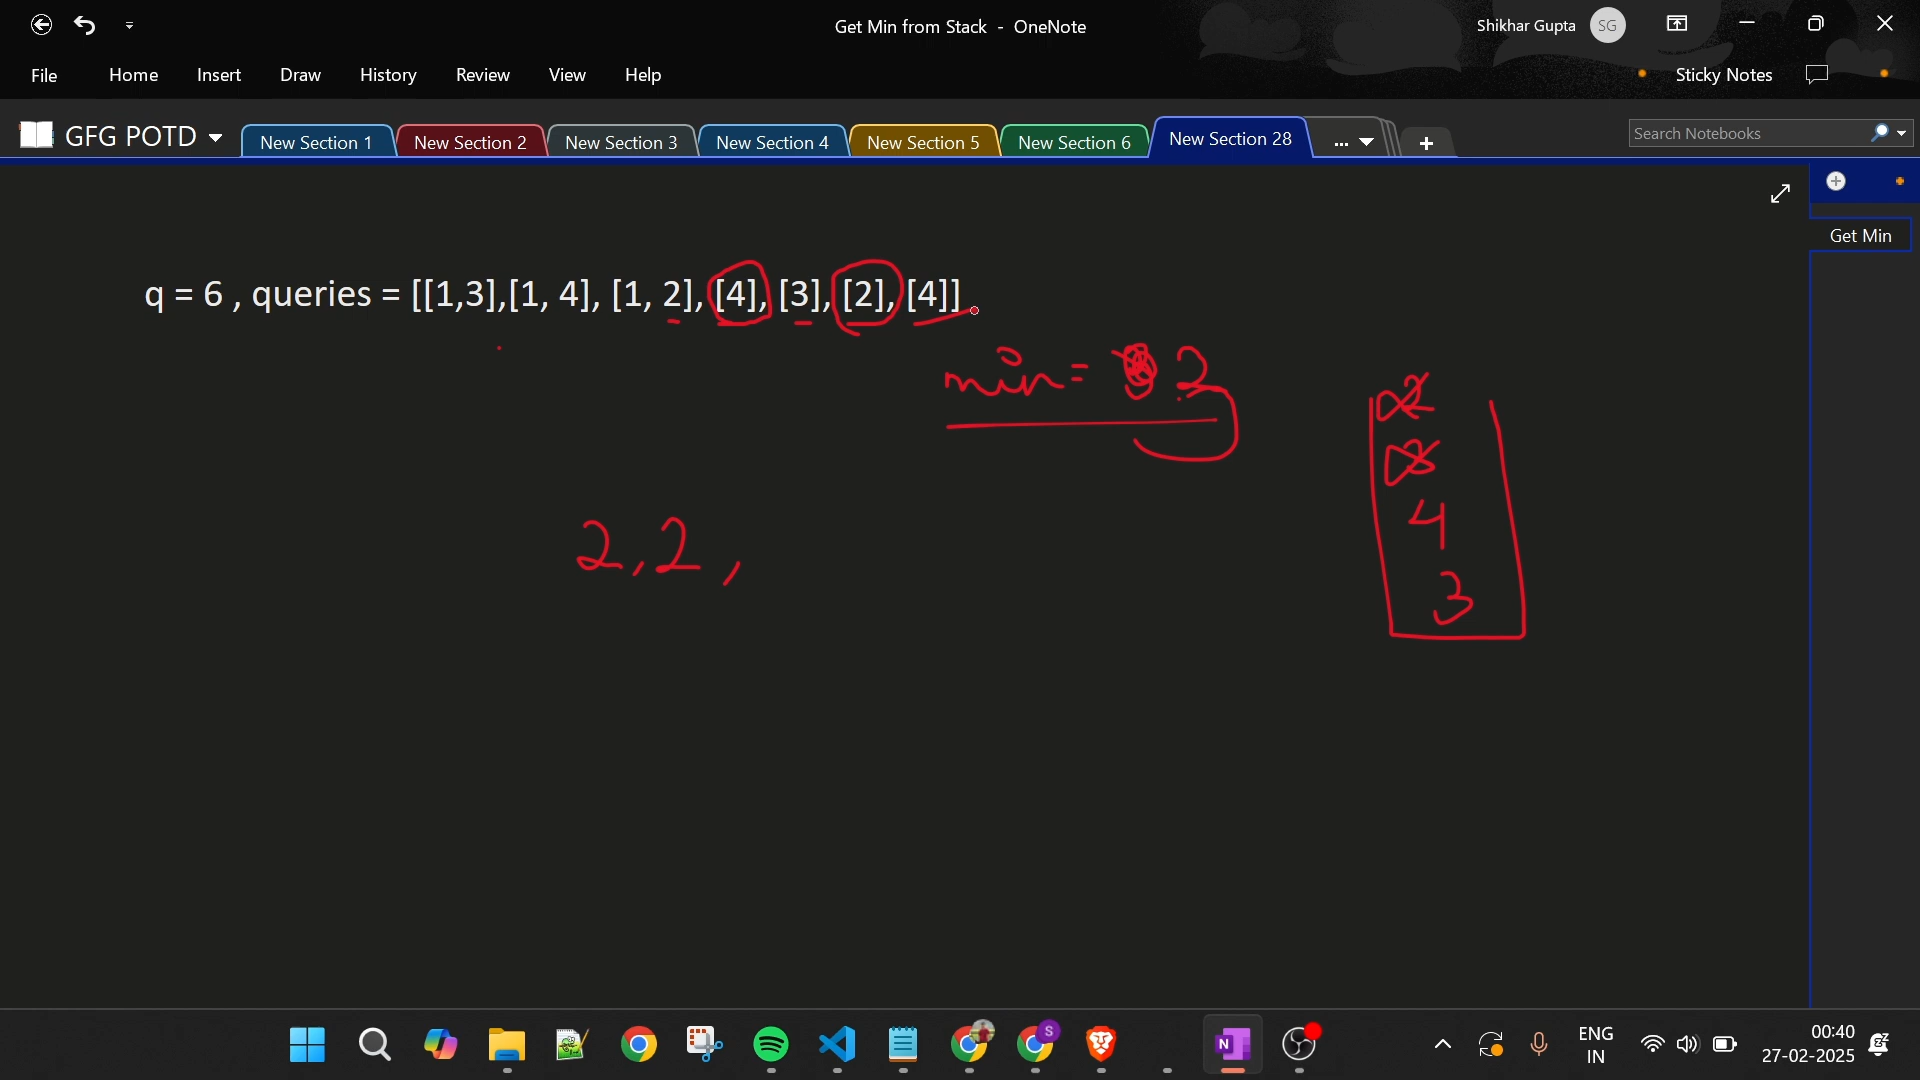 Get Min from Stack - OneNote
Shikhar Gupta SG
File Home Insert Draw History Review View Help
Sticky Notes
GFG POTD
New Section 1 New Section 2 New Section 3 New Section 4 New Section 5 New Section 6 New Section 28 ... +
Search Notebooks
Get Min
q = 6 , queries = [[1,3],[1, 4], [1, 2], [4], [3], [2], [4]]
min = 2
2, 2,
2
4
3
S
N
ENG
IN
00:40
27-02-2025